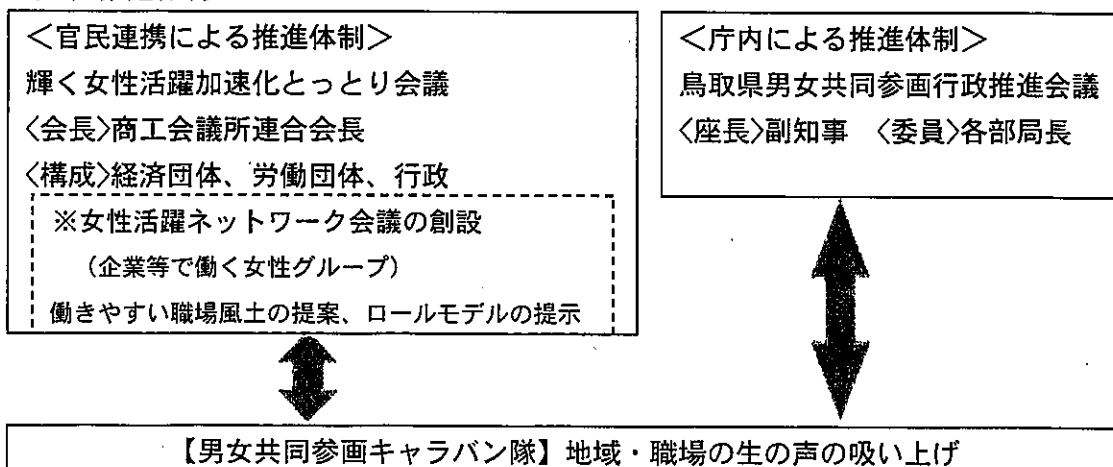 <官民連携による推進体制>
輝く女性活躍加速化とっとり会議
〈会長〉商工会議所連合会長
〈構成〉経済団体、労働団体、行政
※女性活躍ネットワーク会議の創設
（企業等で働く女性グループ）
働きやすい職場風土の提案、ロールモデルの提示
<庁内による推進体制>
鳥取県男女共同参画行政推進会議
〈座長〉副知事　〈委員〉各部局長
【男女共同参画キャラバン隊】地域・職場の生の声の吸い上げ